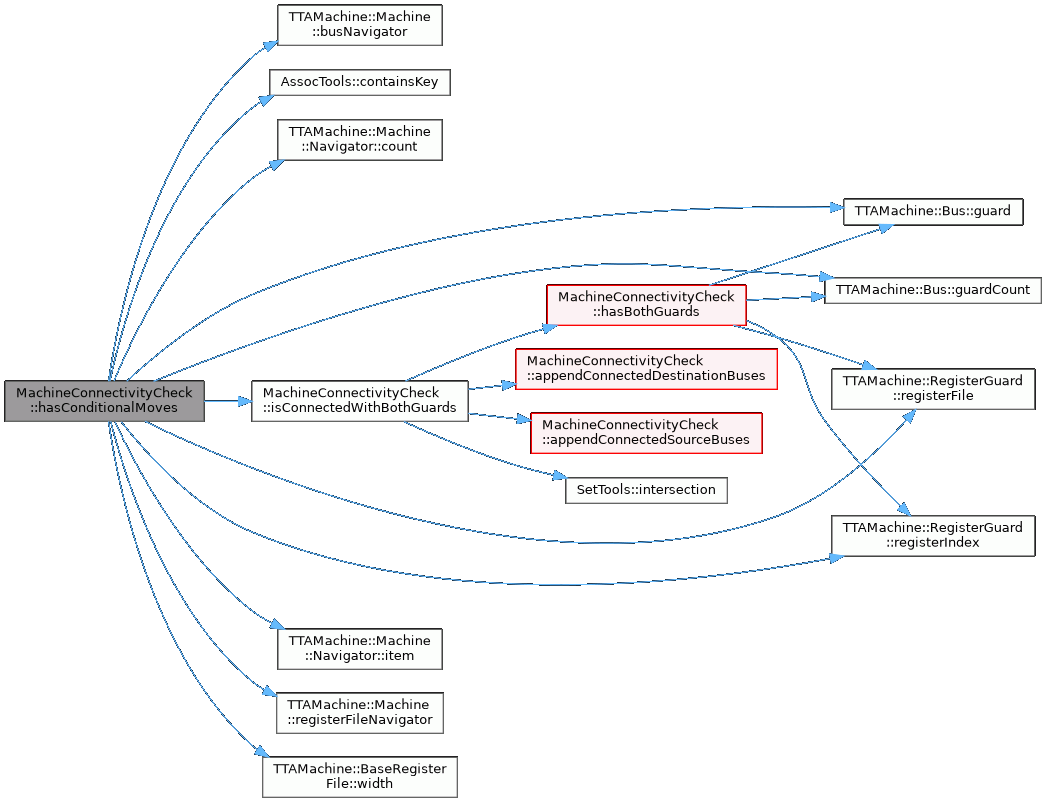 TTAMachine::Machine
::busNavigator
AssocTools::containsKey
TTAMachine::Machine
::Navigator::count
TTAMachine::Bus::guard
TTAMachine::Bus::guardCount
MachineConnectivityCheck
::hasBothGuards
MachineConnectivityCheck
::appendConnectedDestinationBuses
TTAMachine::RegisterGuard
::registerFile
MachineConnectivityCheck
::hasConditionalMoves
MachineConnectivityCheck
::isConnectedWithBothGuards
MachineConnectivityCheck
::appendConnectedSourceBuses
SetTools::intersection
TTAMachine::RegisterGuard
::registerIndex
TTAMachine::Machine
::Navigator::item
TTAMachine::Machine
::registerFileNavigator
TTAMachine::BaseRegister
File::width